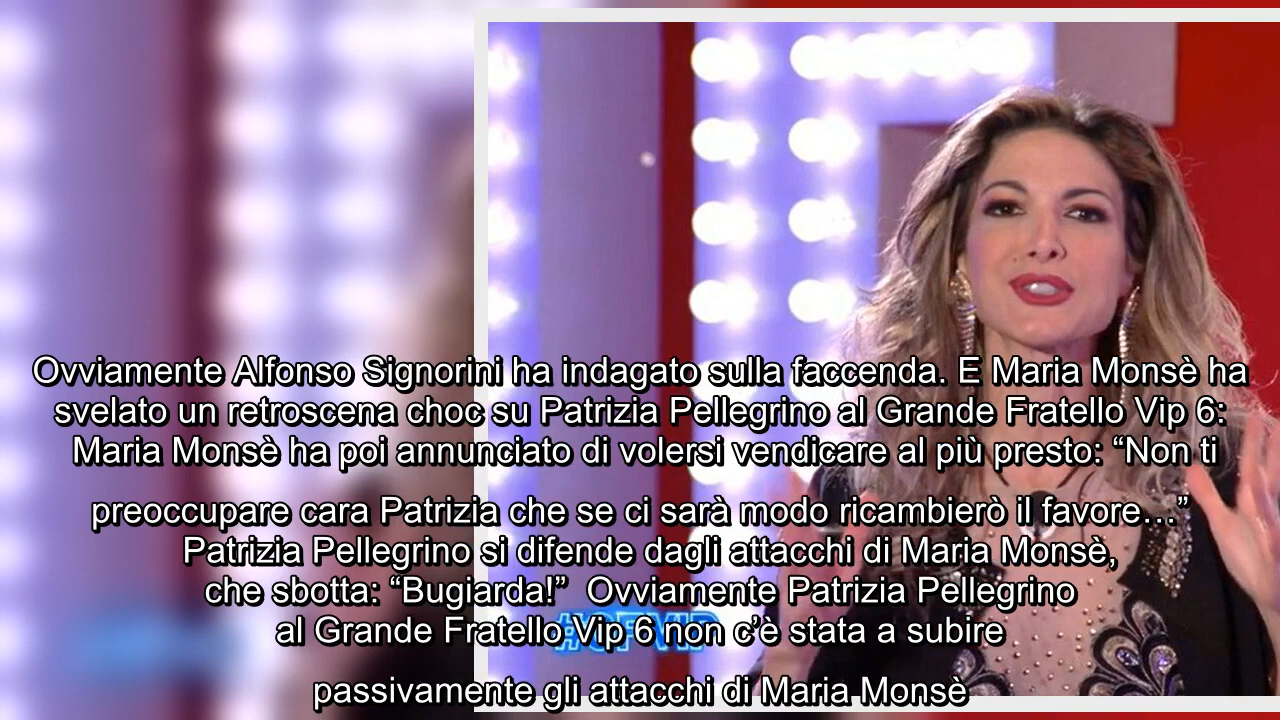 Ovviamente Alfonso Signorini ha indagato sulla faccenda. E Maria Monsè ha
svelato un retroscena choc su Patrizia Pellegrino al Grande Fratello Vip 6:
Maria Monsè ha poi annunciato di volersi vendicare al più presto: “Non ti
preoccupare cara Patrizia che se ci sarà modo ricambierò il favore…”
Patrizia Pellegrino si difende dagli attacchi di Maria Monsè,
che sbotta: “Bugiarda!”  Ovviamente Patrizia Pellegrino
al Grande Fratello Vip 6 non c’è stata a subire
#GFVIP
passivamente gli attacchi di Maria Monsè